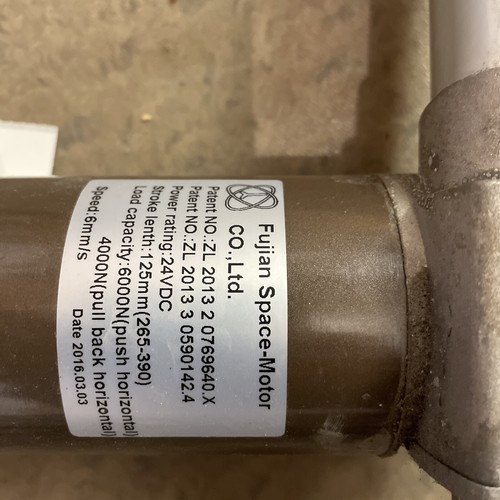 Fujian Space-Motor
CO.,Ltd.
Patent NO.:ZL 2013 2 0769640.X
Patent NO.:ZL 2013 3 0590142.4
Power rating:24VDC
Stroke lenth:125mm(265-390)
Load capacity:6000N(push horizontal)
4000N(pull back horizontal)
Speed:6mm/s
Date 2016.03.03